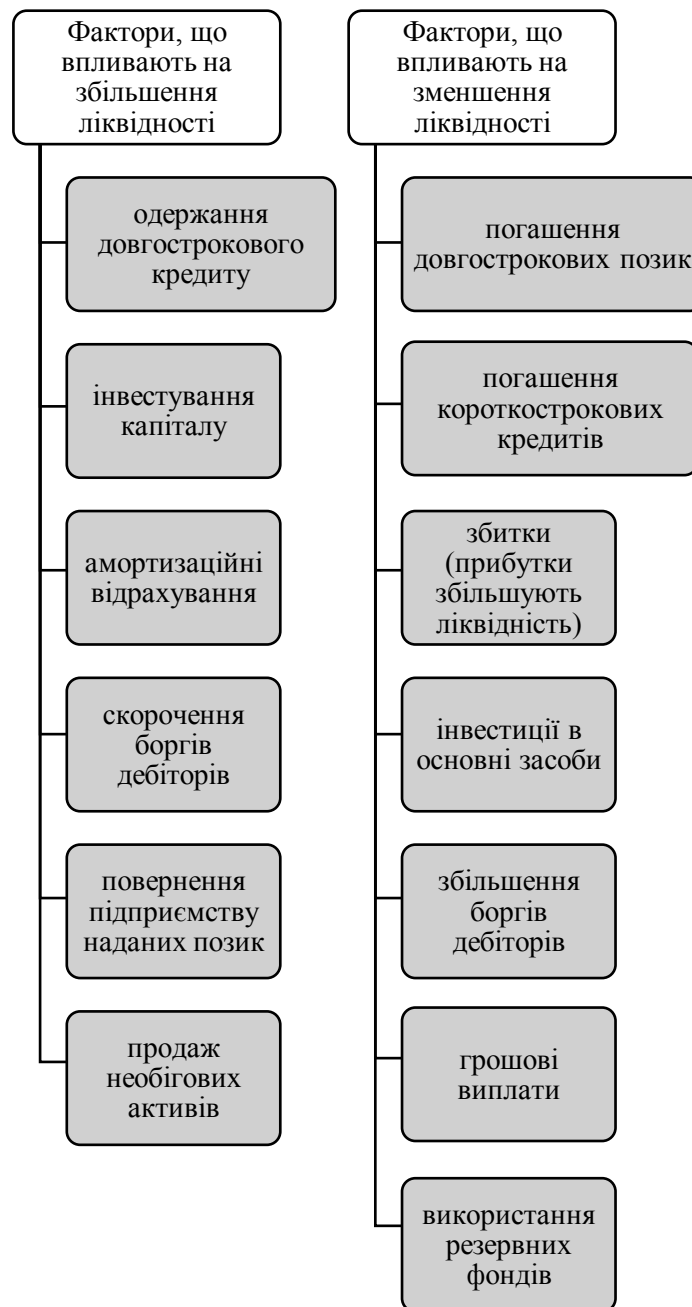 Фактори, що
впливають на
збільшення
ліквідності
одержання
довгострокового
кредиту
інвестування
капіталу
амортизаційні
відрахування
скорочення
боргів
дебіторів
повернення
підприємству
наданих позик
продаж
необігових
активів
Фактори, що
впливають на
зменшення
ліквідності
погашення
довгострокових позик
погашення
короткострокових
кредитів
збитки
(прибутки
збільшують
ліквідність)
інвестиції в
основні засоби
збільшення
боргів
дебіторів
грошові
виплати
використання
резервних
фондів